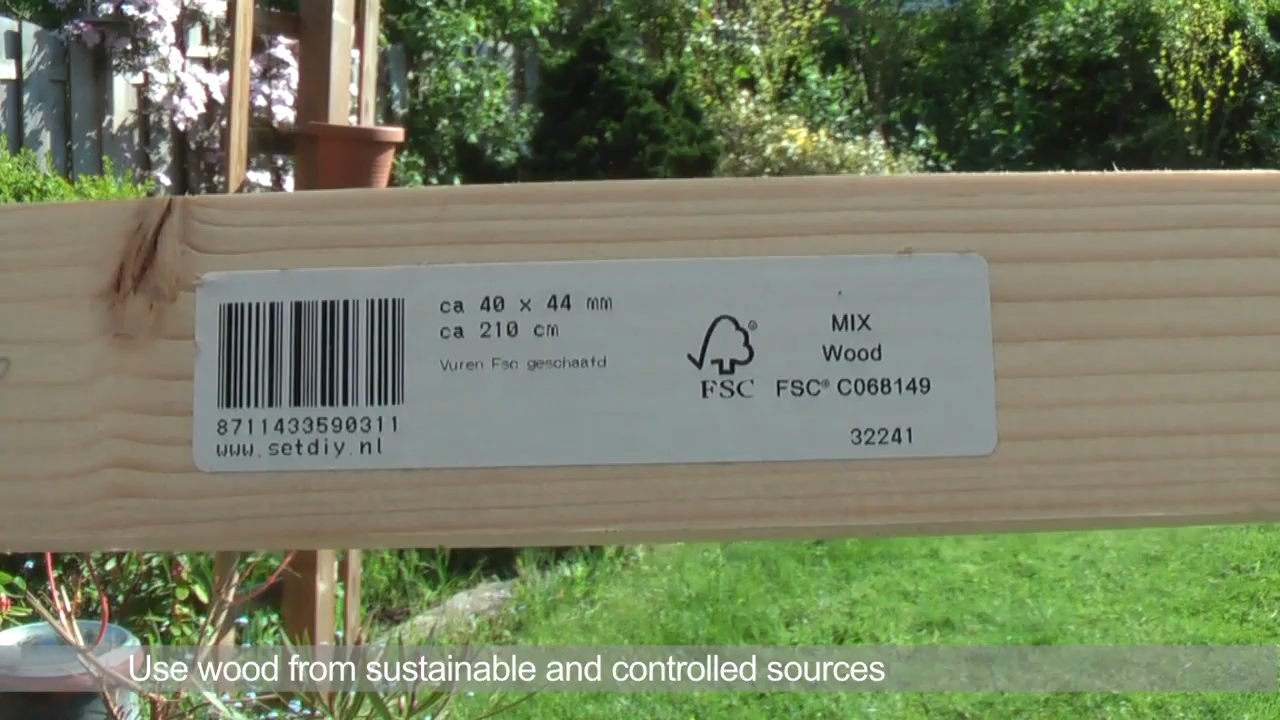 ca 40 x 44 mm
ca 210 cm
Vuren Fsc geschaafd
8711433590311
www.setdiy.nl
®
FSC
MIX
Wood
FSC® C068149
32241
Use wood from sustainable and controlled sources